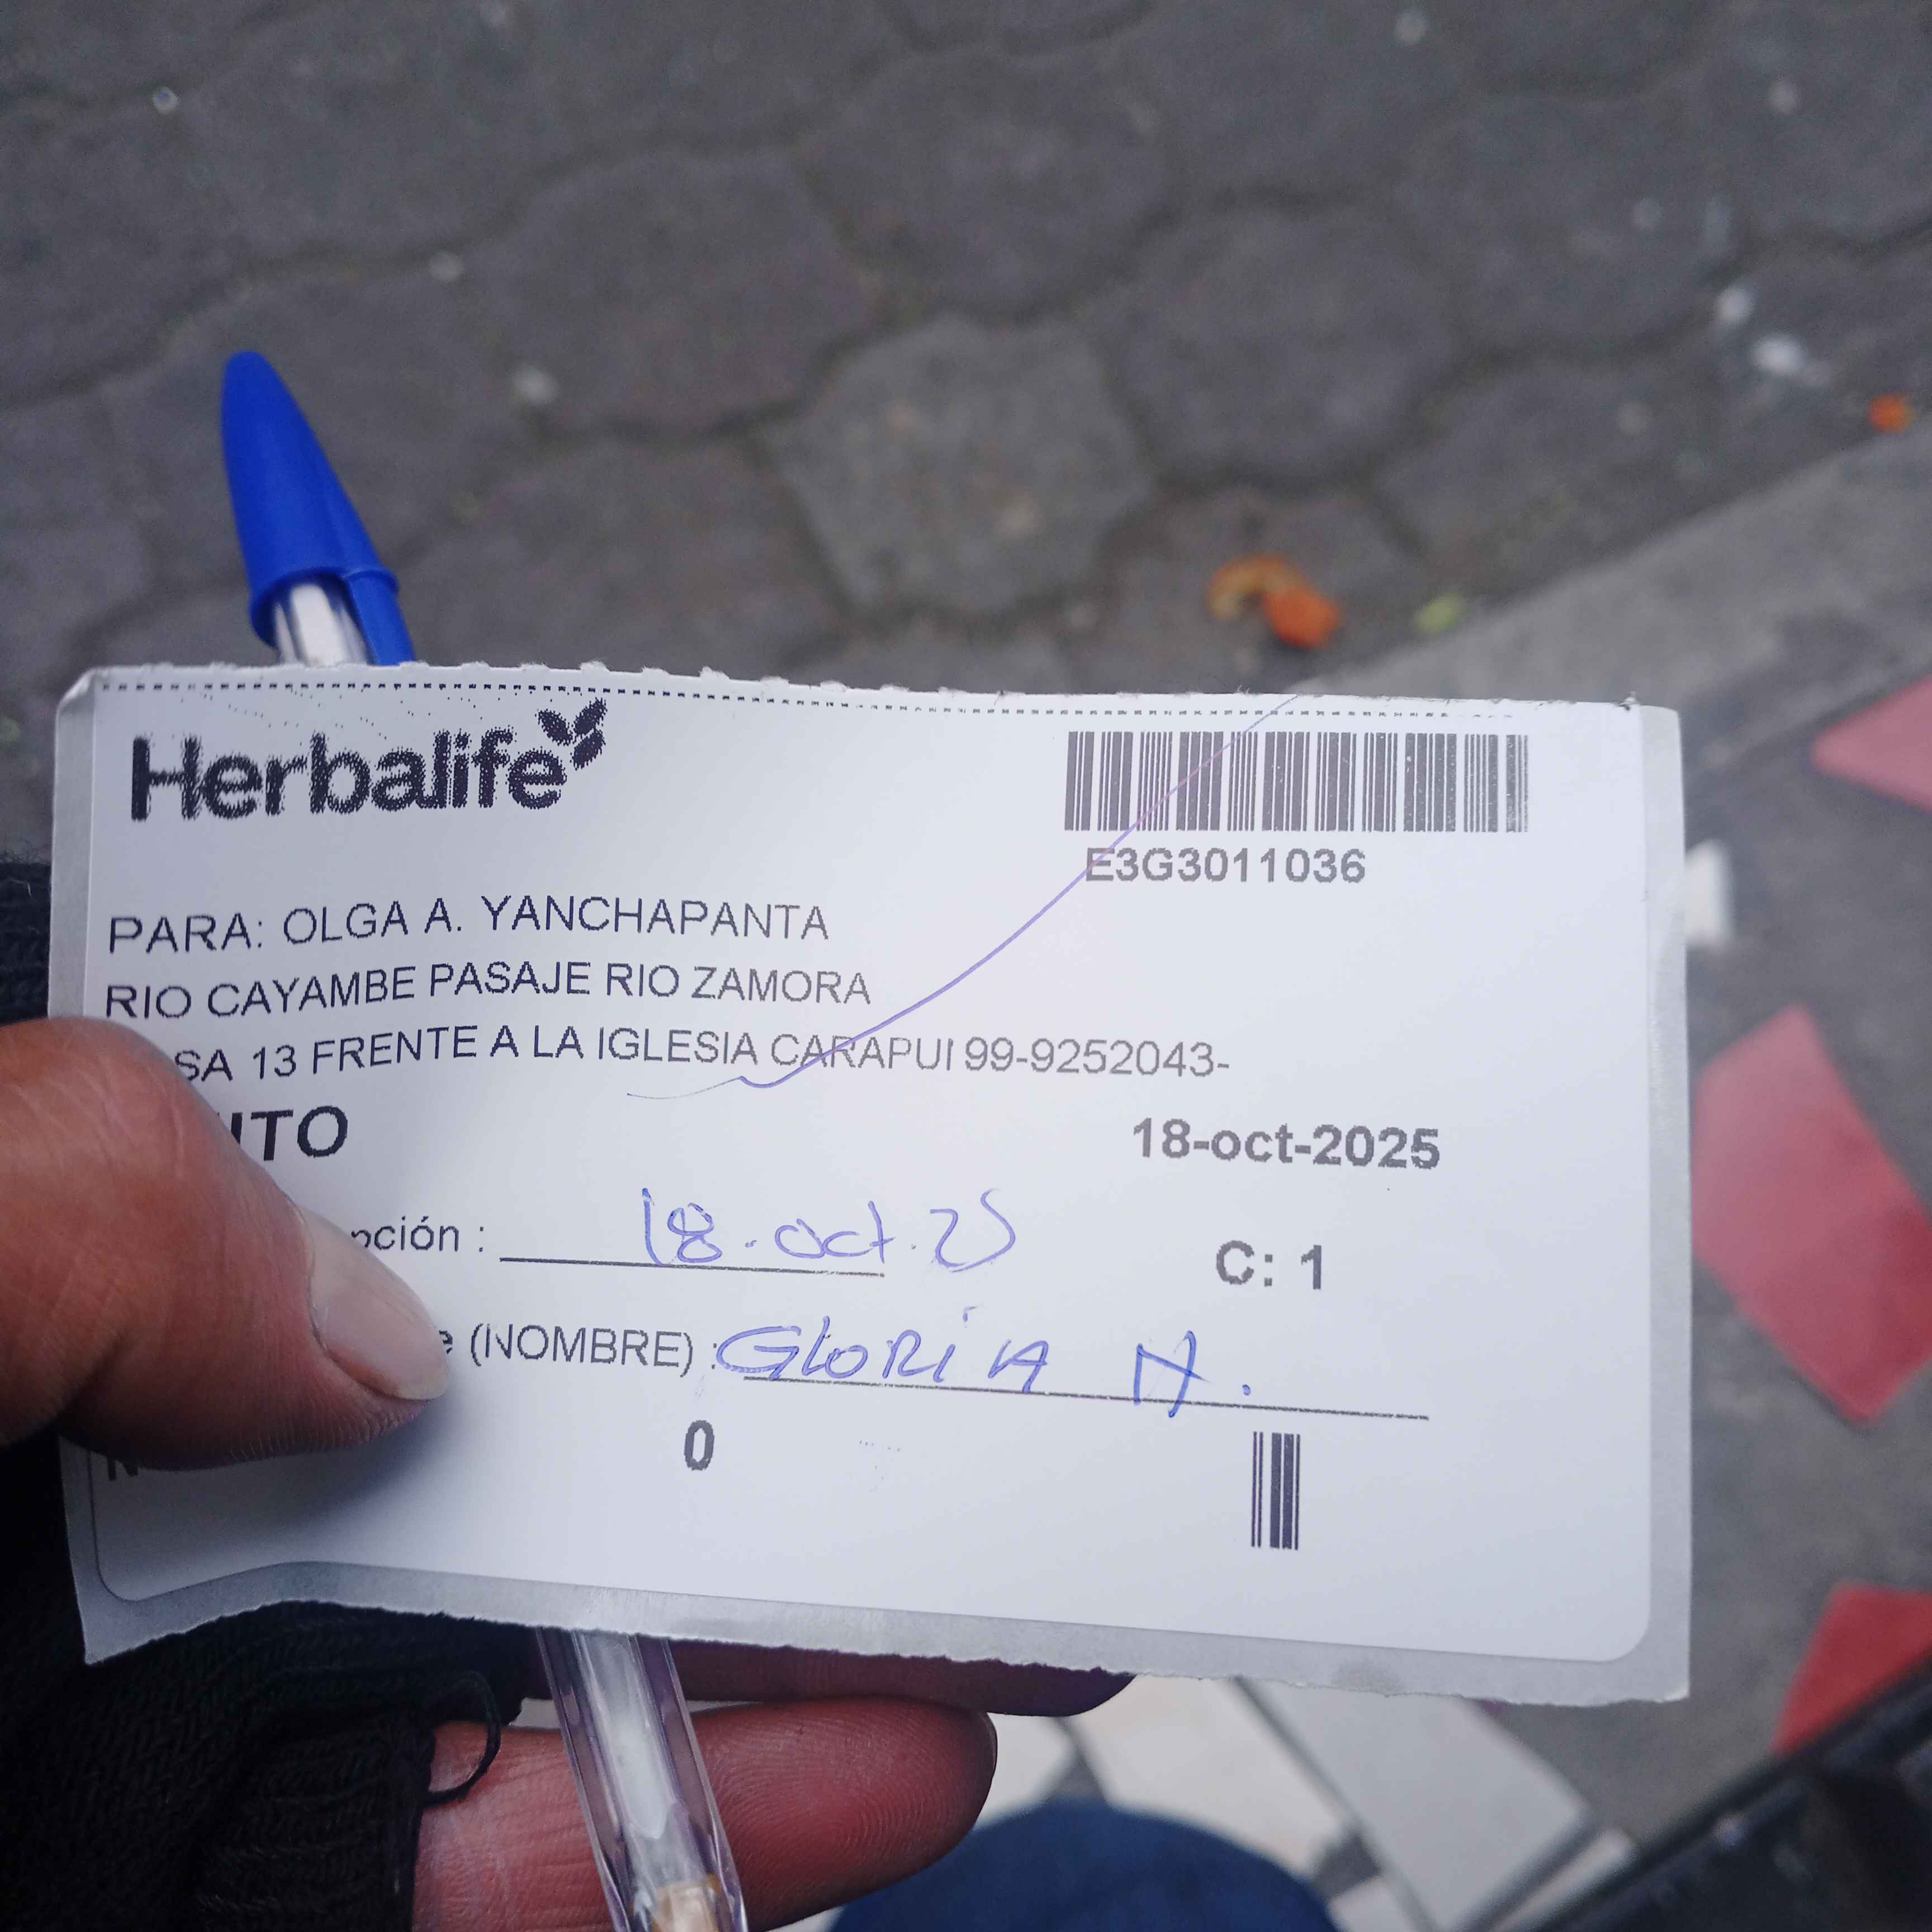 Herbalife
E3G3011036
PARA: OLGA A. YANCHAPANTA
RIO CAYAMBE PASAJE RIO ZAMORA
SA 13 FRENTE A LA IGLESIA CARAPUI 99-9252043-
ITO
18-oct-2025
pción : 18. oct. 25
C: 1
e (NOMBRE) : GLORIA
0